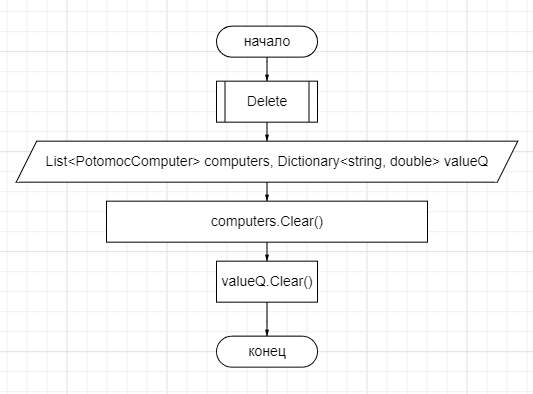 начало
Delete
List<PotomocComputer> computers, Dictionary<string, double> valueQ
computers.Clear()
valueQ.Clear()
конец